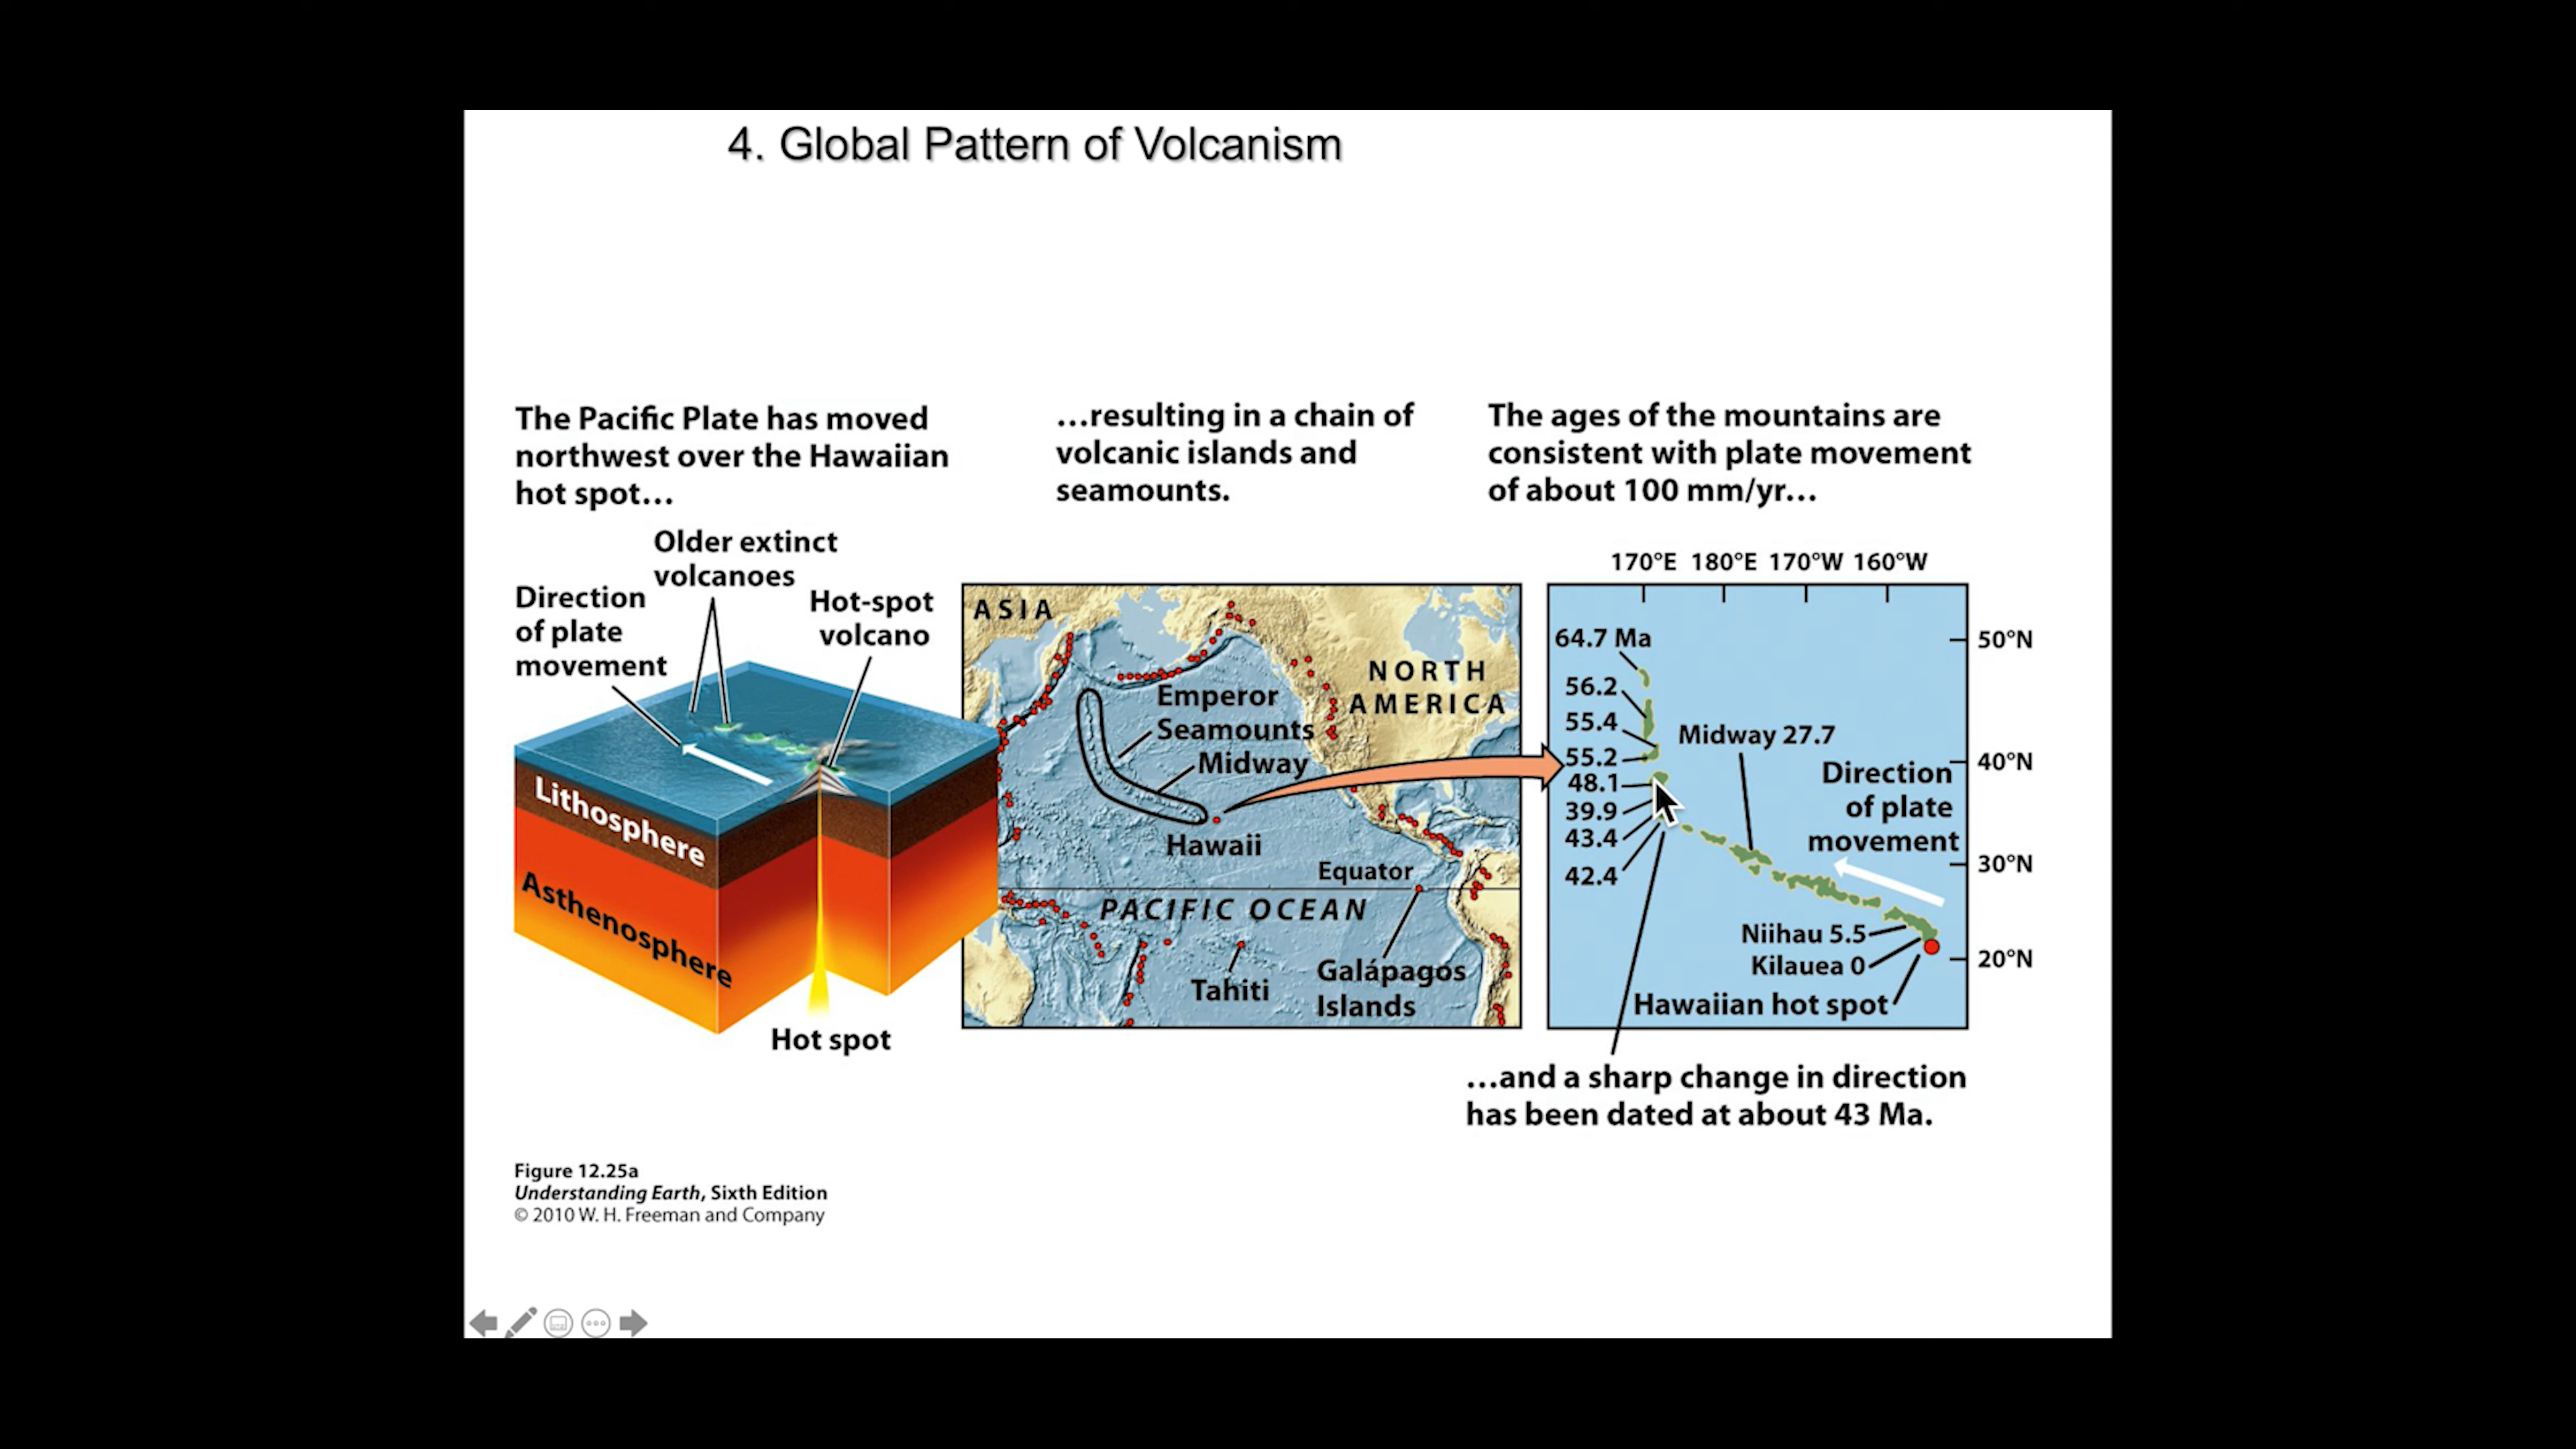 4. Global Pattern of Volcanism
The Pacific Plate has moved
northwest over the Hawaiian
hot spot…
…resulting in a chain of
volcanic islands and
seamounts.
The ages of the mountains are
consistent with plate movement
of about 100 mm/yr…
Older extinct
volcanoes
Direction
of plate
movement
Hot-spot
volcano
Lithosphere
Asthenosphere
Hot spot
ASIA
NORTH
AMERICA
Emperor
Seamounts
Midway
Hawaii
Equator
PACIFIC OCEAN
Tahiti
Galápagos
Islands
170°E 180°E 170°W 160°W
50°N
40°N
30°N
20°N
64.7 Ma
56.2
55.4
55.2
48.1
39.9
43.4
42.4
Midway 27.7
Direction
of plate
movement
Niihau 5.5
Kilauea 0
Hawaiian hot spot
…and a sharp change in direction
has been dated at about 43 Ma.
Figure 12.25a
Understanding Earth, Sixth Edition
© 2010 W. H. Freeman and Company